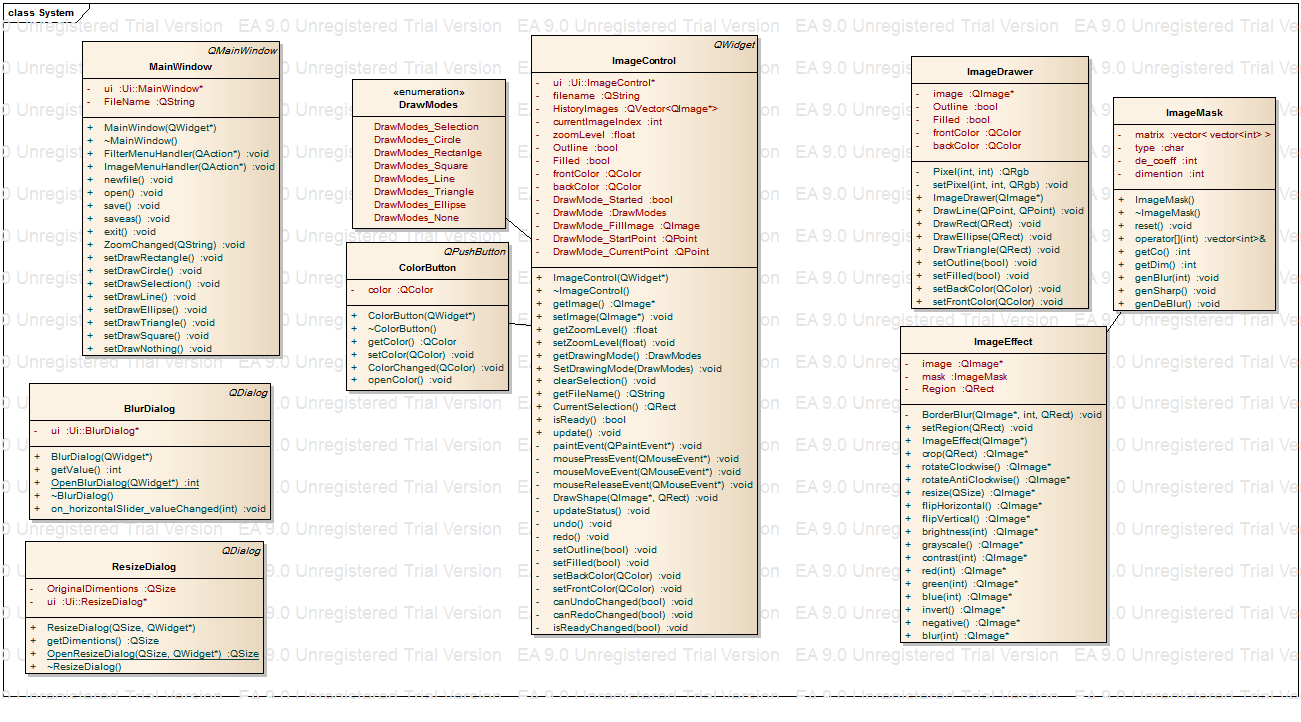 class System
EA 9.0 Unregistered Trial Version
QMainWindow
MainWindow
- ui :Ui::MainWindow*
- FileName :QString
+ MainWindow(QWidget*)
+ ~MainWindow()
+ FilterMenuHandler(QAction*) :void
+ ImageMenuHandler(QAction*) :void
+ newfile() :void
+ open() :void
+ save() :void
+ saveas() :void
+ exit() :void
+ ZoomChanged(QString) :void
+ setDrawRectangle() :void
+ setDrawCircle() :void
+ setDrawSelection() :void
+ setDrawLine() :void
+ setDrawEllipse() :void
+ setDrawTriangle() :void
+ setDrawSquare() :void
+ setDrawNothing() :void
QDialog
BlurDialog
- ui :Ui::BlurDialog*
+ BlurDialog(QWidget*)
+ getValue() :int
+ OpenBlurDialog(QWidget*) :int
+ ~BlurDialog()
+ on_horizontalSlider_valueChanged(int) :void
QDialog
ResizeDialog
- OriginalDimentions :QSize
- ui :Ui::ResizeDialog*
+ ResizeDialog(QSize, QWidget*)
+ getDimentions() :QSize
+ OpenResizeDialog(QSize, QWidget*) :QSize
+ ~ResizeDialog()
«enumeration»
DrawModes
DrawModes_Selection
DrawModes_Circle
DrawModes_Rectanlge
DrawModes_Square
DrawModes_Line
DrawModes_Triangle
DrawModes_Ellipse
DrawModes_None
QPushButton
ColorButton
- color :QColor
+ ColorButton(QWidget*)
+ ~ColorButton()
+ getColor() :QColor
+ setColor(QColor) :void
+ ColorChanged(QColor) :void
+ openColor() :void
QWidget
ImageControl
- ui :Ui::ImageControl*
- filename :QString
- HistoryImages :QVector<QImage*>
- currentImageIndex :int
- zoomLevel :float
- Outline :bool
- Filled :bool
- frontColor :QColor
- backColor :QColor
- DrawMode_Started :bool
- DrawMode :DrawModes
- DrawMode_FillImage :QImage
- DrawMode_StartPoint :QPoint
- DrawMode_CurrentPoint :QPoint
+ ImageControl(QWidget*)
+ ~ImageControl()
+ getImage() :QImage*
+ setImage(QImage*) :void
+ getZoomLevel() :float
+ setZoomLevel(float) :void
+ getDrawingMode() :DrawModes
+ SetDrawingMode(DrawModes) :void
+ clearSelection() :void
+ getFileName() :QString
+ CurrentSelection() :QRect
+ isReady() :bool
+ update() :void
- paintEvent(QPaintEvent*) :void
- mousePressEvent(QMouseEvent*) :void
- mouseMoveEvent(QMouseEvent*) :void
- mouseReleaseEvent(QMouseEvent*) :void
- DrawShape(QImage*, QRect) :void
- updateStatus() :void
- undo() :void
- redo() :void
- setOutline(bool) :void
- setFilled(bool) :void
- setBackColor(QColor) :void
- setFrontColor(QColor) :void
- canUndoChanged(bool) :void
- canRedoChanged(bool) :void
- isReadyChanged(bool) :void
ImageDrawer
- image :QImage*
- Outline :bool
- Filled :bool
- frontColor :QColor
- backColor :QColor
- Pixel(int, int) :QRgb
- setPixel(int, int, QRgb) :void
+ ImageDrawer(QImage*)
+ DrawLine(QPoint, QPoint) :void
+ DrawRect(QRect) :void
+ DrawEllipse(QRect) :void
+ DrawTriangle(QRect) :void
+ setOutline(bool) :void
+ setFilled(bool) :void
+ setBackColor(QColor) :void
+ setFrontColor(QColor) :void
ImageMask
- matrix :vector< vector<int> >
- type :char
- de_coeff :int
- dimention :int
+ ImageMask()
+ ~ImageMask()
+ reset() :void
+ operator[](int) :vector<int>&
+ getCo() :int
+ getDim() :int
+ genBlur(int) :void
+ genSharp() :void
+ genDeBlur() :void
ImageEffect
- image :QImage*
- mask :ImageMask
- Region :QRect
- BorderBlur(QImage*, int, QRect) :void
+ setRegion(QRect) :void
+ ImageEffect(QImage*)
+ crop(QRect) :QImage*
+ rotateClockwise() :QImage*
+ rotateAntiClockwise() :QImage*
+ resize(QSize) :QImage*
+ flipHorizontal() :QImage*
+ flipVertical() :QImage*
+ brightness(int) :QImage*
+ grayscale() :QImage*
+ contrast(int) :QImage*
+ red(int) :QImage*
+ green(int) :QImage*
+ blue(int) :QImage*
+ invert() :QImage*
+ negative() :QImage*
+ blur(int) :QImage*